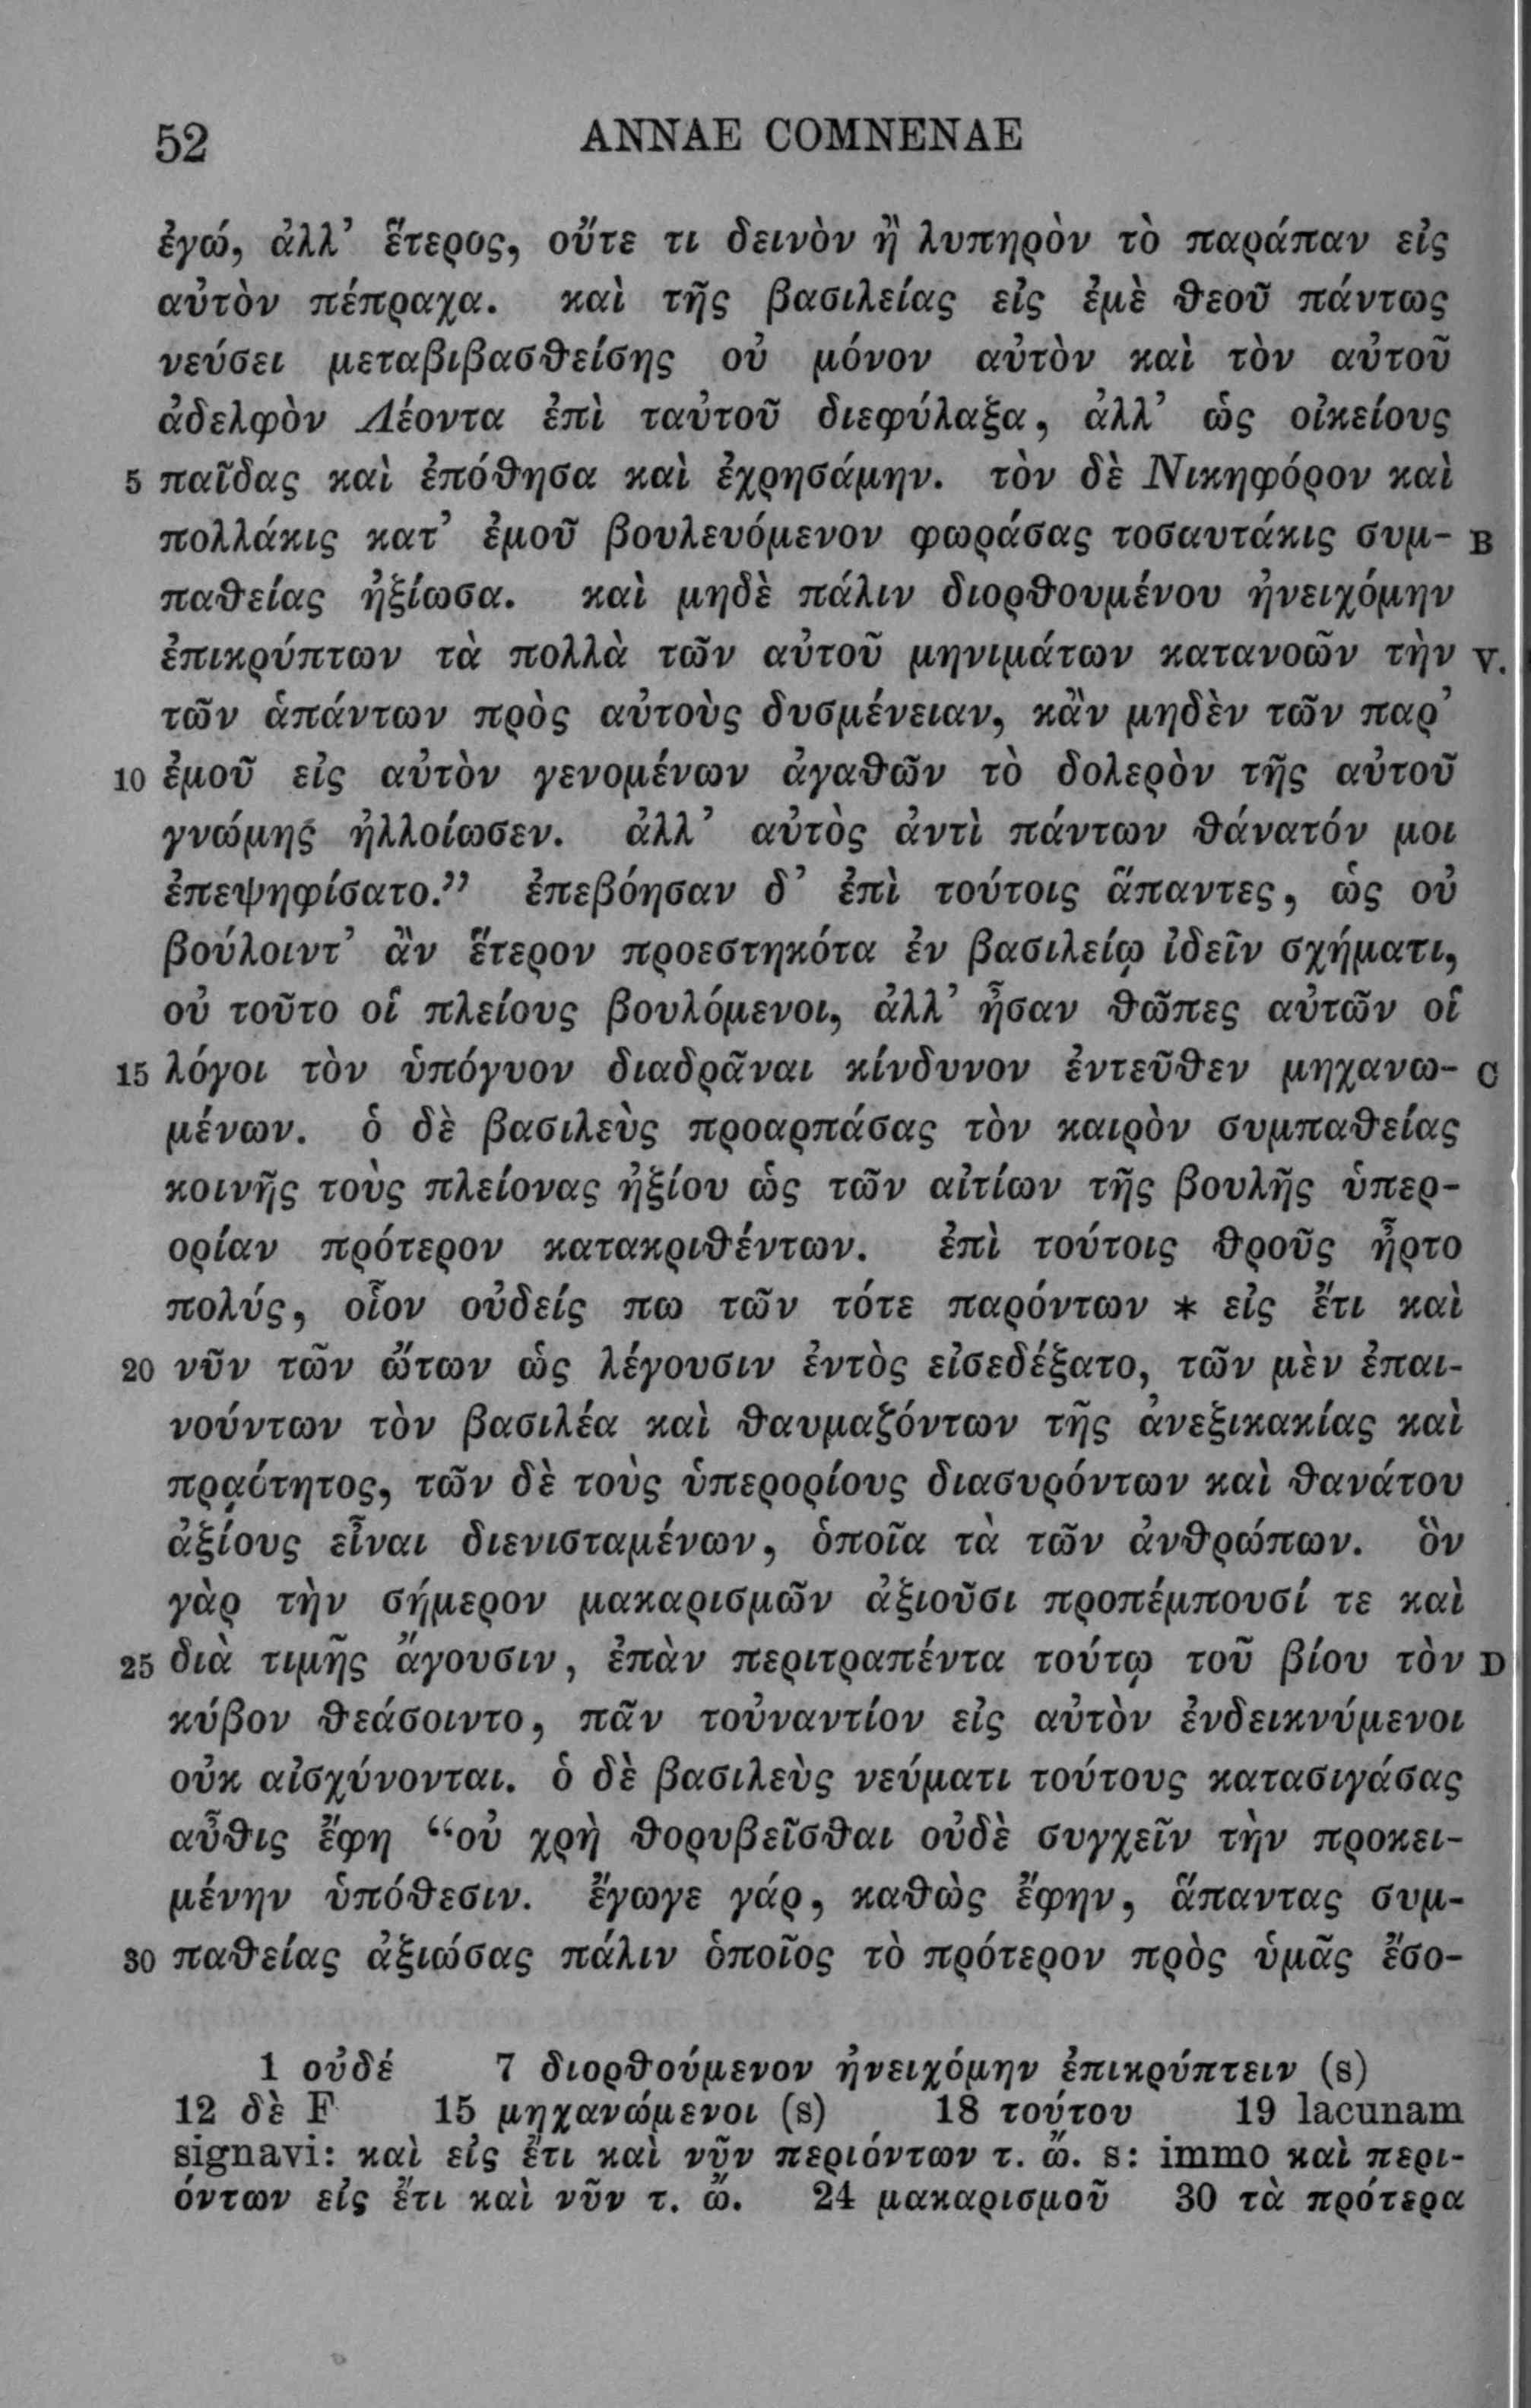 52 ANNAE COMNENAE
ἐγώ, ἀλλ’ ἕτερος, οὔτε τι δεινὸν ἢ λυπηρὸν τὸ παράπαν εἰς
αὐτὸν πέπραχα. καὶ τῆς βασιλείας εἰς ἐμὲ θεοῦ πάντως
νεύσει μεταβιβασθείσης οὐ μόνον αὐτὸν καὶ τὸν αὐτοῦ
ἀδελφὸν Λέοντα ἐπὶ ταὐτοῦ διεφύλαξα, ἀλλ’ ὡς οἰκείους
5 παῖδας καὶ ἐπόθησα καὶ ἐχρησάμην. τὸν δὲ Νικηφόρον καὶ
πολλάκις κατ’ ἐμοῦ βουλευόμενον φωράσας τοσαυτάκις συμ- B
παθείας ἠξίωσα. καὶ μηδὲ πάλιν διορθουμένου ἠνειχόμην
ἐπικρύπτων τὰ πολλὰ τῶν αὐτοῦ μηνιμάτων κατανοῶν τὴν V.
τῶν ἁπάντων πρὸς αὐτοὺς δυσμένειαν, κἂν μηδὲν τῶν παρ’
10 ἐμοῦ εἰς αὐτὸν γενομένων ἀγαθῶν τὸ δολερὸν τῆς αὐτοῦ
γνώμης ἠλλοίωσεν. ἀλλ’ αὐτὸς ἀντὶ πάντων θάνατόν μοι
ἐπεψηφίσατο.” ἐπεβόησαν δ’ ἐπὶ τούτοις ἅπαντες, ὡς οὐ
βούλοιντ’ ἂν ἕτερον προεστηκότα ἐν βασιλείῳ ἰδεῖν σχήματι,
οὐ τοῦτο οἱ πλείους βουλόμενοι, ἀλλ’ ἦσαν θῶπες αὐτῶν οἱ
15 λόγοι τὸν ὑπόγυον διαδρᾶναι κίνδυνον ἐντεῦθεν μηχανω- C
μένων. ὁ δὲ βασιλεὺς προαρπάσας τὸν καιρὸν συμπαθείας
κοινῆς τοὺς πλείονας ἠξίου ὡς τῶν αἰτίων τῆς βουλῆς ὑπερ-
ορίαν πρότερον κατακριθέντων. ἐπὶ τούτοις θροῦς ἦρτο
πολύς, οἷον οὐδείς πω τῶν τότε παρόντων * εἰς ἔτι καὶ
20 νῦν τῶν ὤτων ὡς λέγουσιν ἐντὸς εἰσεδέξατο, τῶν μὲν ἐπαι-
νούντων τὸν βασιλέα καὶ θαυμαζόντων τῆς ἀνεξικακίας καὶ
πρᾳότητος, τῶν δὲ τοὺς ὑπερορίους διασυρόντων καὶ θανάτου
ἀξίους εἶναι διενισταμένων, ὁποῖα τὰ τῶν ἀνθρώπων. ὃν
γὰρ τὴν σήμερον μακαρισμῶν ἀξιοῦσι προπέμπουσί τε καὶ
25 διὰ τιμῆς ἄγουσιν, ἐπὰν περιτραπέντα τούτῳ τοῦ βίου τὸν D
κύβον θεάσοιντο, πᾶν τοὐναντίον εἰς αὐτὸν ἐνδεικνύμενοι
οὐκ αἰσχύνονται. ὁ δὲ βασιλεὺς νεύματι τούτους κατασιγάσας
αὖθις ἔφη “οὐ χρὴ θορυβεῖσθαι οὐδὲ συγχεῖν τὴν προκει-
μένην ὑπόθεσιν. ἔγωγε γάρ, καθὼς ἔφην, ἅπαντας συμ-
30 παθείας ἀξιώσας πάλιν ὁποῖος τὸ πρότερον πρὸς ὑμᾶς ἔσο-
1 οὐδέ 7 διορθούμενον ἠνειχόμην ἐπικρύπτειν (s)
12 δὲ F 15 μηχανώμενοι (s) 18 τούτου 19 lacunam
signavi: καὶ εἰς ἔτι καὶ νῦν περιόντων τ. ὤ. s: immo καὶ περι-
όντων εἰς ἔτι καὶ νῦν τ. ὤ. 24 μακαρισμοῦ 30 τὰ πρότερα